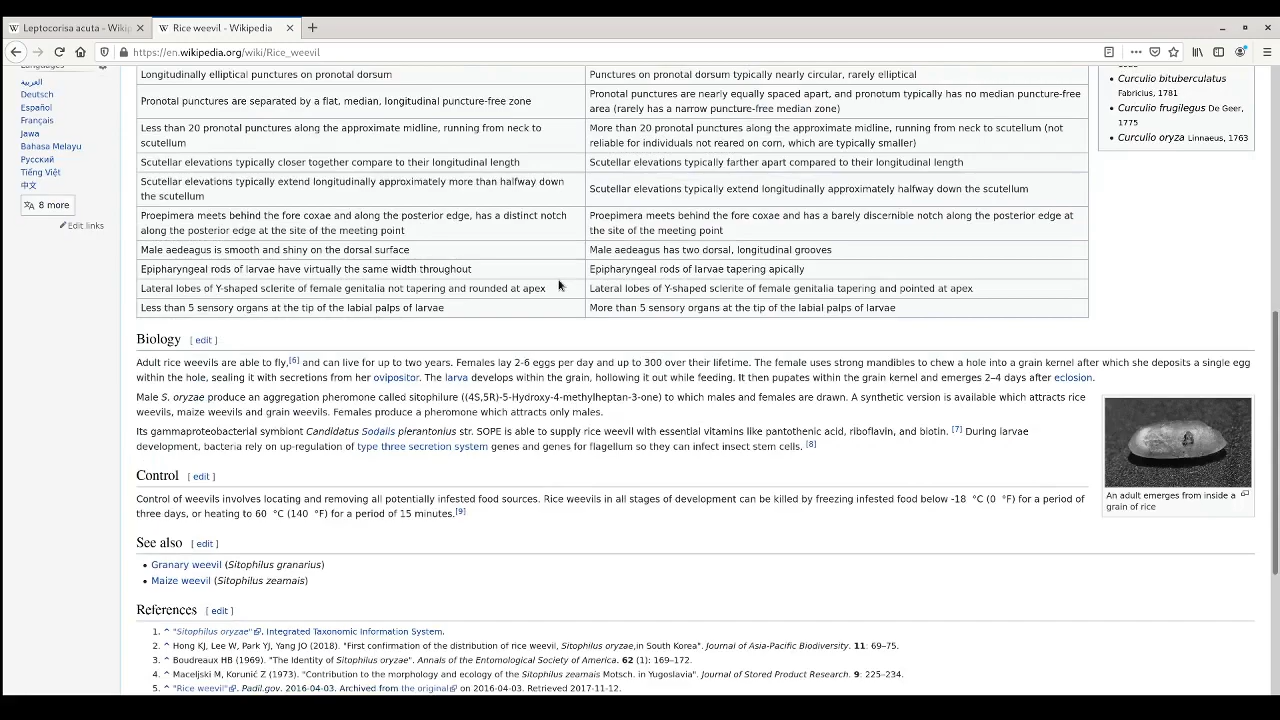 Leptocorisa acuta - Wikip
Rice weevil - Wikipedia
https://en.wikipedia.org/wiki/Rice_weevil
Languages
العربية
Deutsch
Español
Français
Jawa
Bahasa Melayu
Русский
Tiếng Việt
中文
8 more
Edit links
Longitudinally elliptical punctures on pronotal dorsum
Punctures on pronotal dorsum typically nearly circular, rarely elliptical
Pronotal punctures are separated by a flat, median, longitudinal puncture-free zone
Pronotal punctures are nearly equally spaced apart, and pronotum typically has no median puncture-free
area (rarely has a narrow puncture-free median zone)
Less than 20 pronotal punctures along the approximate midline, running from neck to
scutellum
More than 20 pronotal punctures along the approximate midline, running from neck to scutellum (not
reliable for individuals not reared on corn, which are typically smaller)
Scutellar elevations typically closer together compare to their longitudinal length
Scutellar elevations typically farther apart compared to their longitudinal length
Scutellar elevations typically extend longitudinally approximately more than halfway down
the scutellum
Scutellar elevations typically extend longitudinally approximately halfway down the scutellum
Proepimera meets behind the fore coxae and along the posterior edge, has a distinct notch
along the posterior edge at the site of the meeting point
Proepimera meets behind the fore coxae and has a barely discernible notch along the posterior edge at
the site of the meeting point
Male aedeagus is smooth and shiny on the dorsal surface
Male aedeagus has two dorsal, longitudinal grooves
Epipharyngeal rods of larvae have virtually the same width throughout
Epipharyngeal rods of larvae tapering apically
Lateral lobes of Y-shaped sclerite of female genitalia not tapering and rounded at apex
Lateral lobes of Y-shaped sclerite of female genitalia tapering and pointed at apex
Less than 5 sensory organs at the tip of the labial palps of larvae
More than 5 sensory organs at the tip of the labial palps of larvae
Curculio bituberculatus
Fabricius, 1781
Curculio frugilegus De Geer,
1775
Curculio oryza Linnaeus, 1763
Biology [ edit ]
Adult rice weevils are able to fly,[6] and can live for up to two years. Females lay 2-6 eggs per day and up to 300 over their lifetime. The female uses strong mandibles to chew a hole into a grain kernel after which she deposits a single egg
within the hole, sealing it with secretions from her ovipositor. The larva develops within the grain, hollowing it out while feeding. It then pupates within the grain kernel and emerges 2–4 days after eclosion.
Male S. oryzae produce an aggregation pheromone called sitophilure ((4S,5R)-5-Hydroxy-4-methylheptan-3-one) to which males and females are drawn. A synthetic version is available which attracts rice
weevils, maize weevils and grain weevils. Females produce a pheromone which attracts only males.
Its gammaproteobacterial symbiont Candidatus Sodalis pierantonius str. SOPE is able to supply rice weevil with essential vitamins like pantothenic acid, riboflavin, and biotin. [7] During larvae
development, bacteria rely on up-regulation of type three secretion system genes and genes for flagellum so they can infect insect stem cells. [8]
An adult emerges from inside a
grain of rice
Control [ edit ]
Control of weevils involves locating and removing all potentially infested food sources. Rice weevils in all stages of development can be killed by freezing infested food below -18 °C (0 °F) for a period of
three days, or heating to 60 °C (140 °F) for a period of 15 minutes.[9]
See also [ edit ]
• Granary weevil (Sitophilus granarius)
• Maize weevil (Sitophilus zeamais)
References [ edit ]
1. ^ "Sitophilus oryzae". Integrated Taxonomic Information System.
2. ^ Hong KJ, Lee W, Park YJ, Yang JO (2018). "First confirmation of the distribution of rice weevil, Sitophilus oryzae,in South Korea". Journal of Asia-Pacific Biodiversity. 11: 69–75.
3. ^ Boudreaux HB (1969). "The Identity of Sitophilus oryzae". Annals of the Entomological Society of America. 62 (1): 169–172.
4. ^ Maceljski M, Korunić Z (1973). "Contribution to the morphology and ecology of the Sitophilus zeamais Motsch. in Yugoslavia". Journal of Stored Product Research. 9: 225–234.
5. ^ "Rice weevil". Padil.gov. 2016-04-03. Archived from the original on 2016-04-03. Retrieved 2017-11-12.